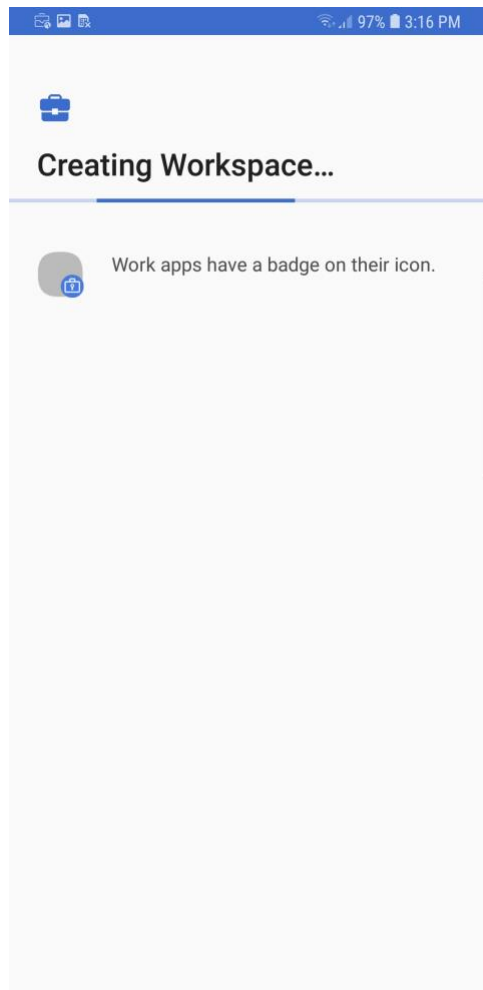 97% 3:16 PM
Creating Workspace...
Work apps have a badge on their icon.